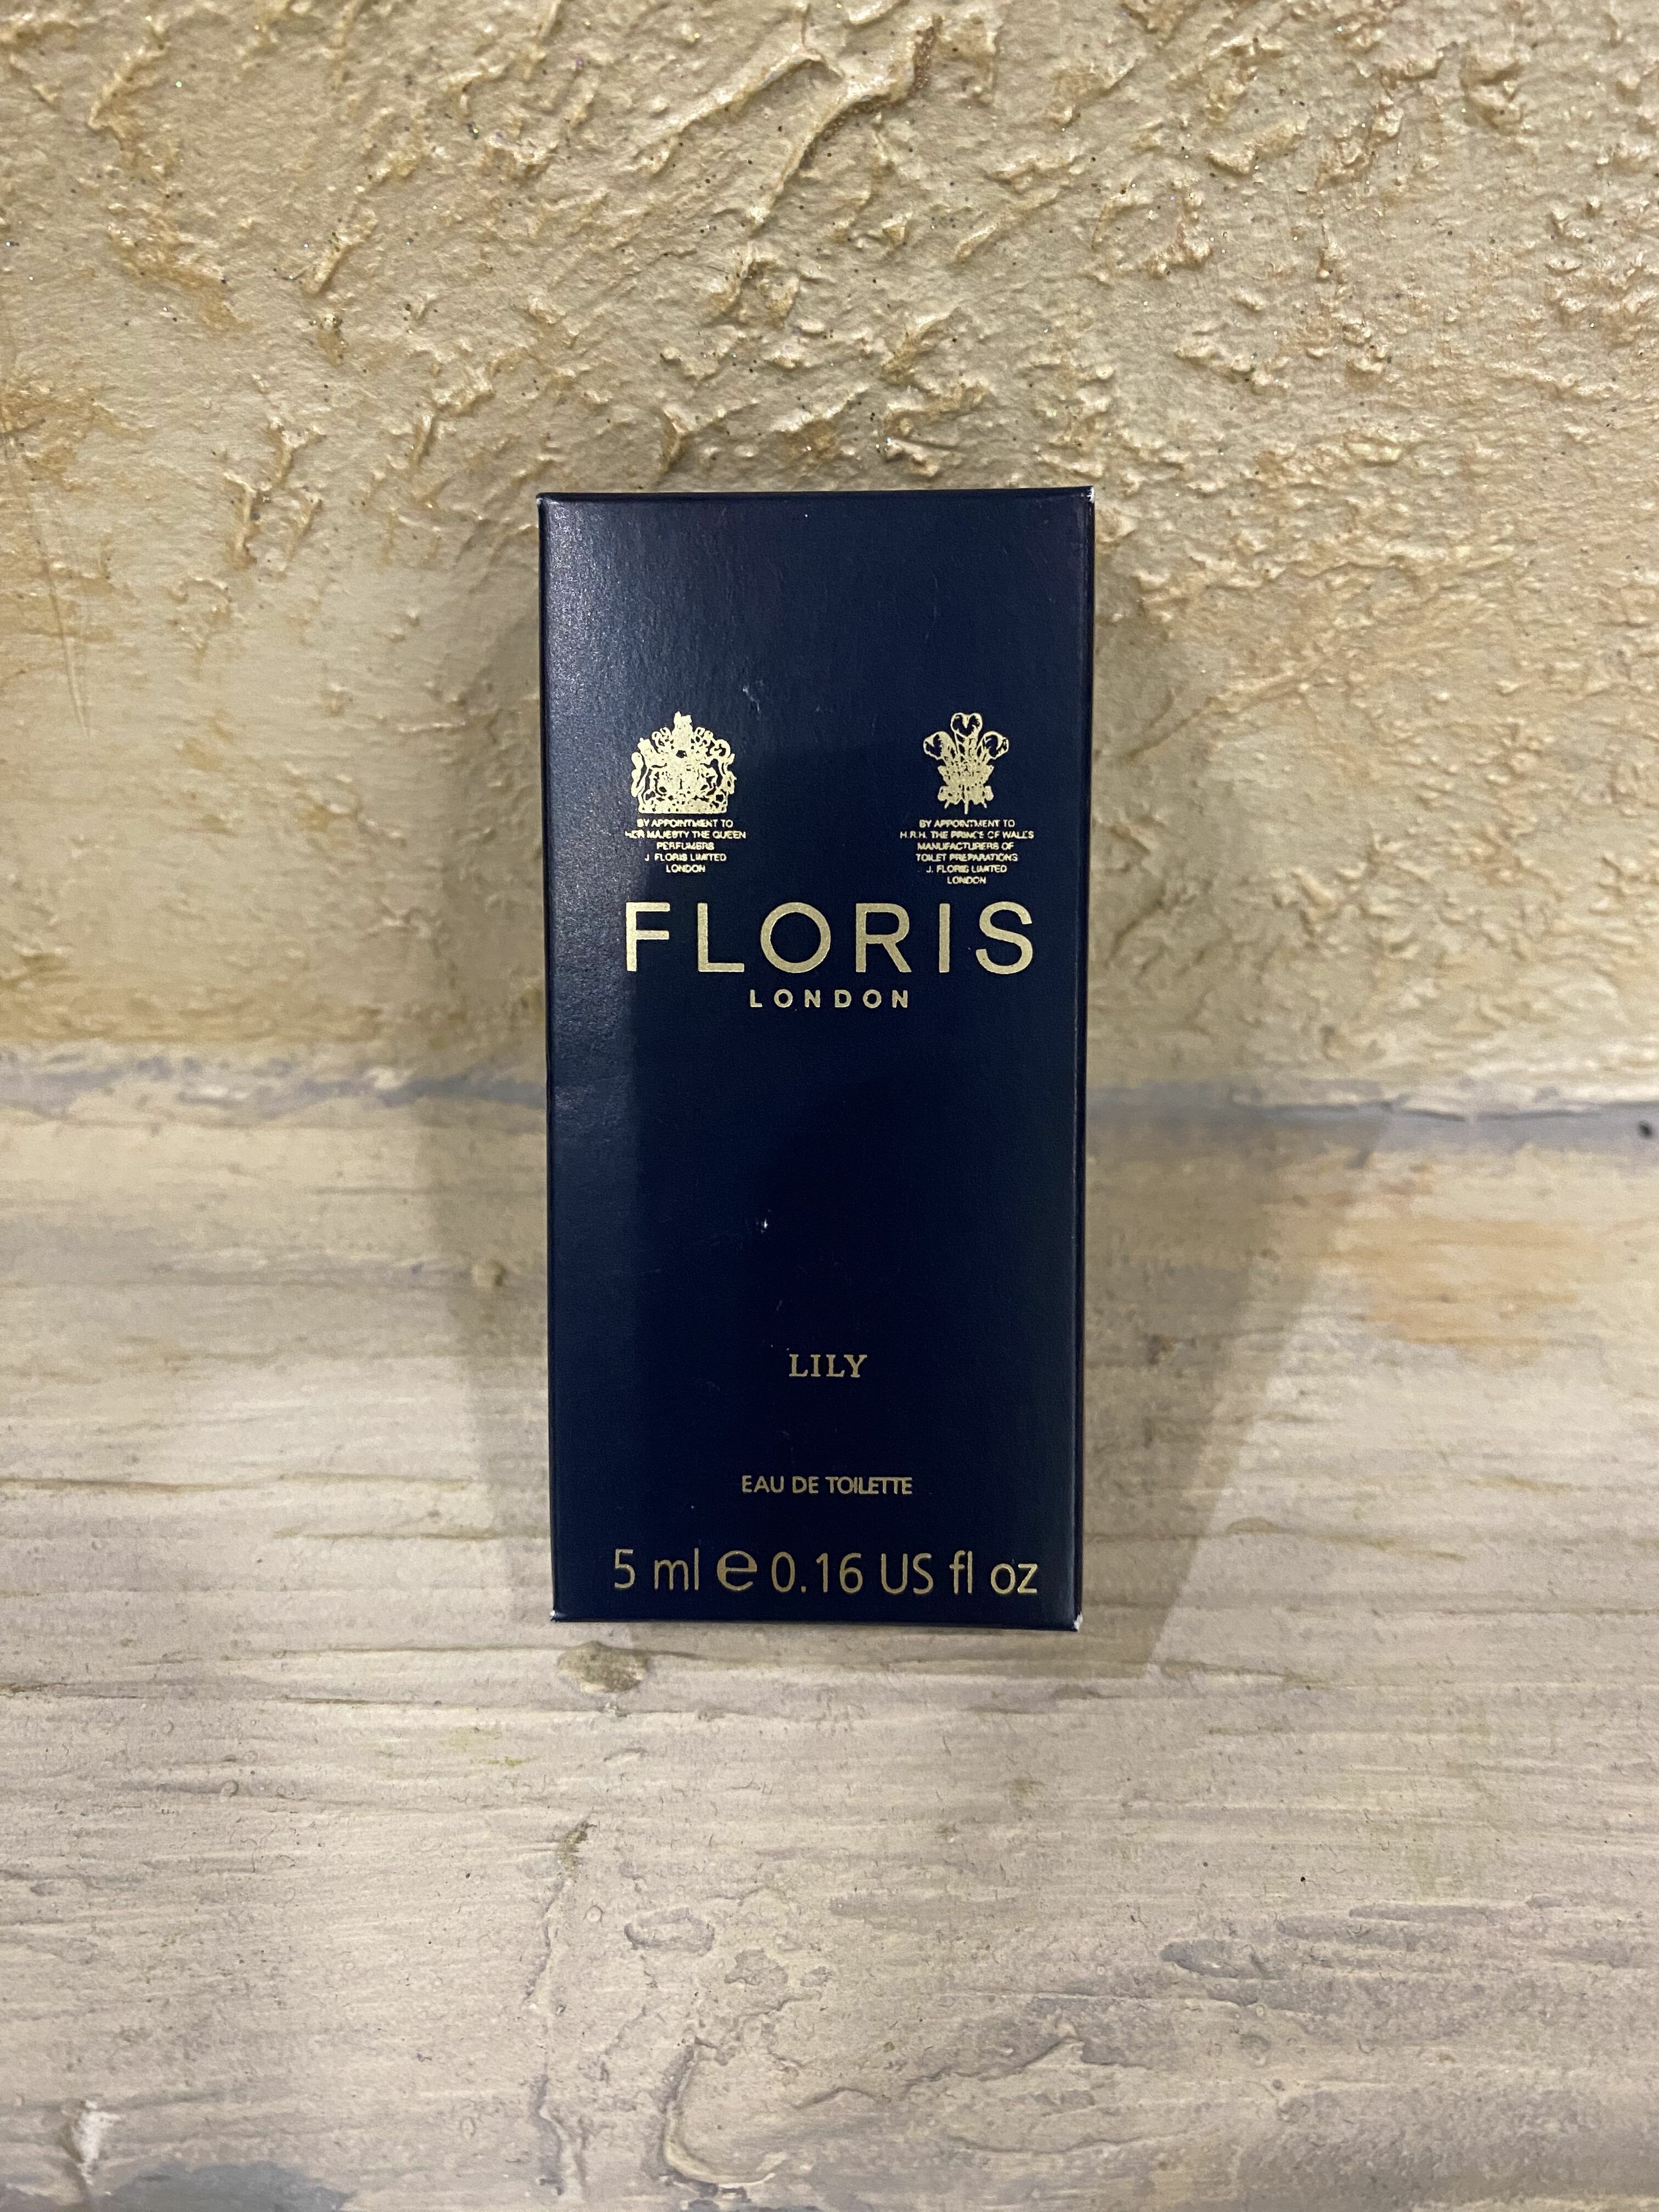 BY APPOINTMENT TO
HER MAJESTY THE QUEEN
PERFUMERS
J FLORIS LIMITED
LONDON
BY APPOINTMENT TO
H.R.H. THE PRINCE OF WALES
MANUFACTURERS OF
TOILET PREPARATIONS
J. FLORIS LIMITED
LONDON
FLORIS
LONDON
LILY
EAU DE TOILETTE
5 ml e 0.16 US fl oz